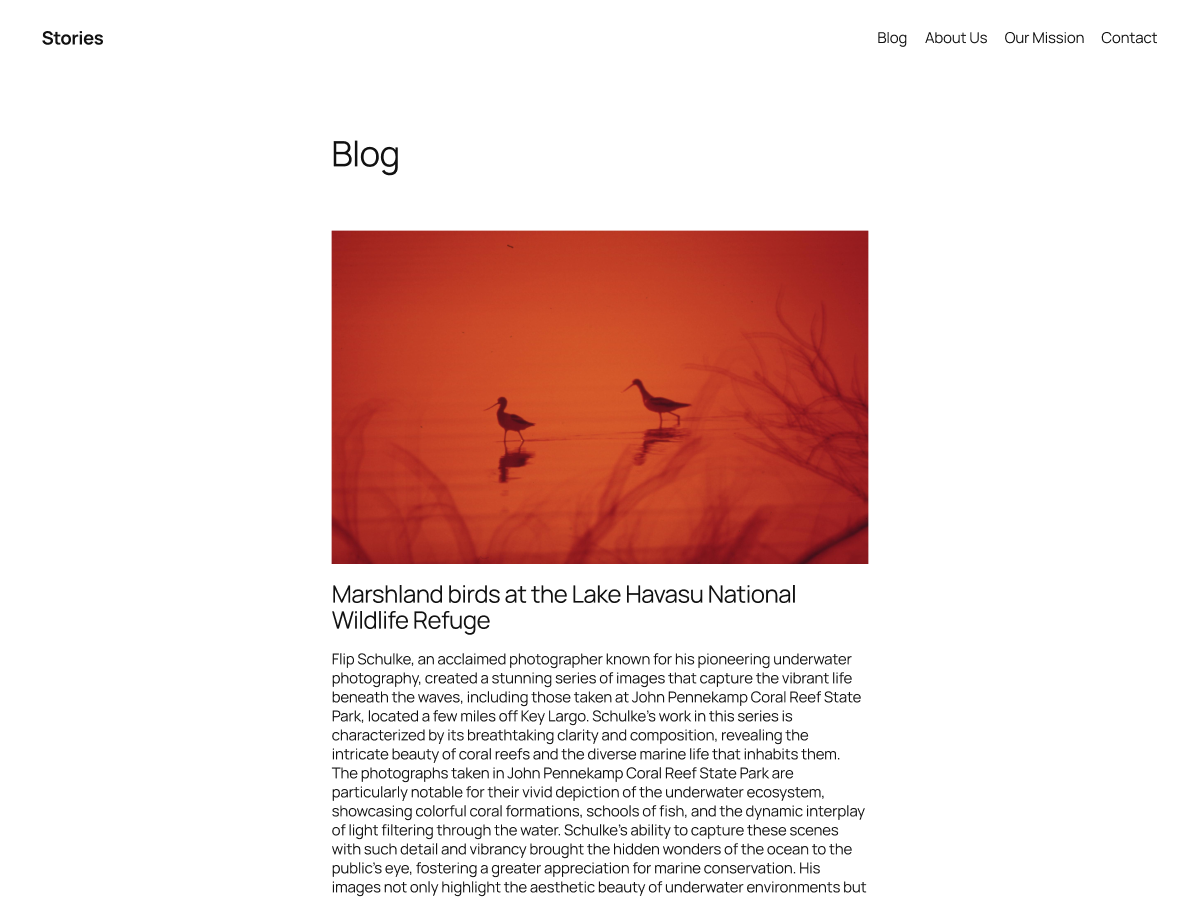 Stories
Blog About Us Our Mission Contact
Blog
Marshland birds at the Lake Havasu National
Wildlife Refuge
Flip Schulke, an acclaimed photographer known for his pioneering underwater
photography, created a stunning series of images that capture the vibrant life
beneath the waves, including those taken at John Pennekamp Coral Reef State
Park, located a few miles off Key Largo. Schulke’s work in this series is
characterized by its breathtaking clarity and composition, revealing the
intricate beauty of coral reefs and the diverse marine life that inhabits them.
The photographs taken in John Pennekamp Coral Reef State Park are
particularly notable for their vivid depiction of the underwater ecosystem,
showcasing colorful coral formations, schools of fish, and the dynamic interplay
of light filtering through the water. Schulke’s ability to capture these scenes
with such detail and vibrancy brought the hidden wonders of the ocean to the
public’s eye, fostering a greater appreciation for marine conservation. His
images not only highlight the aesthetic beauty of underwater environments but